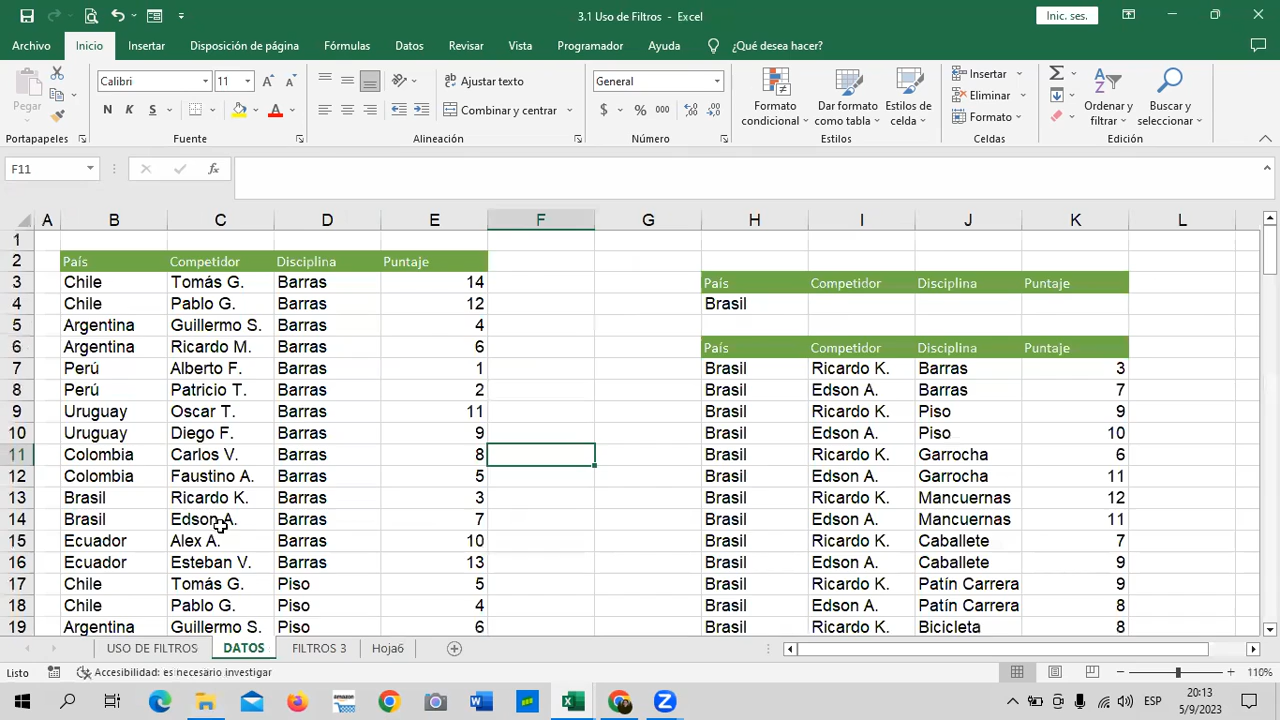 3.1 Uso de Filtros - Excel
Inic. ses.
Archivo Inicio Insertar Disposición de página Fórmulas Datos Revisar Vista Programador Ayuda ¿Qué desea hacer?
Pegar
Calibri 11
N K S
Ajustar texto
Combinar y centrar
General
$ % 000
Formato condicional
Dar formato como tabla
Estilos de celda
Insertar
Eliminar
Formato
Ordenar y filtrar
Buscar y seleccionar
Portapapeles Fuente Alineación Número Estilos Celdas Edición
F11
fx
A B C D E F G H I J K L
1
2 País Competidor Disciplina Puntaje
3 Chile Tomás G. Barras 14 País Competidor Disciplina Puntaje
4 Chile Pablo G. Barras 12 Brasil
5 Argentina Guillermo S. Barras 4
6 Argentina Ricardo M. Barras 6 País Competidor Disciplina Puntaje
7 Perú Alberto F. Barras 1 Brasil Ricardo K. Barras 3
8 Perú Patricio T. Barras 2 Brasil Edson A. Barras 7
9 Uruguay Oscar T. Barras 11 Brasil Ricardo K. Piso 9
10 Uruguay Diego F. Barras 9 Brasil Edson A. Piso 10
11 Colombia Carlos V. Barras 8 Brasil Ricardo K. Garrocha 6
12 Colombia Faustino A. Barras 5 Brasil Edson A. Garrocha 11
13 Brasil Ricardo K. Barras 3 Brasil Ricardo K. Mancuernas 12
14 Brasil Edson A. Barras 7 Brasil Edson A. Mancuernas 11
15 Ecuador Alex A. Barras 10 Brasil Ricardo K. Caballete 7
16 Ecuador Esteban V. Barras 13 Brasil Edson A. Caballete 9
17 Chile Tomás G. Piso 5 Brasil Ricardo K. Patín Carrera 9
18 Chile Pablo G. Piso 4 Brasil Edson A. Patín Carrera 8
19 Argentina Guillermo S. Piso 6 Brasil Ricardo K. Bicicleta 8
USO DE FILTROS DATOS FILTROS 3 Hoja6
Listo Accesibilidad: es necesario investigar 110%
ESP
20:13
5/9/2023